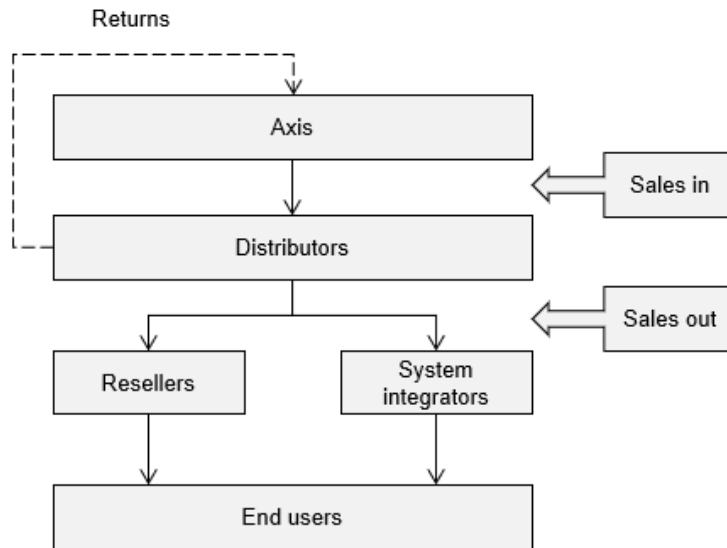 Returns
Axis
Sales in
Distributors
Sales out
Resellers
System
integrators
End users